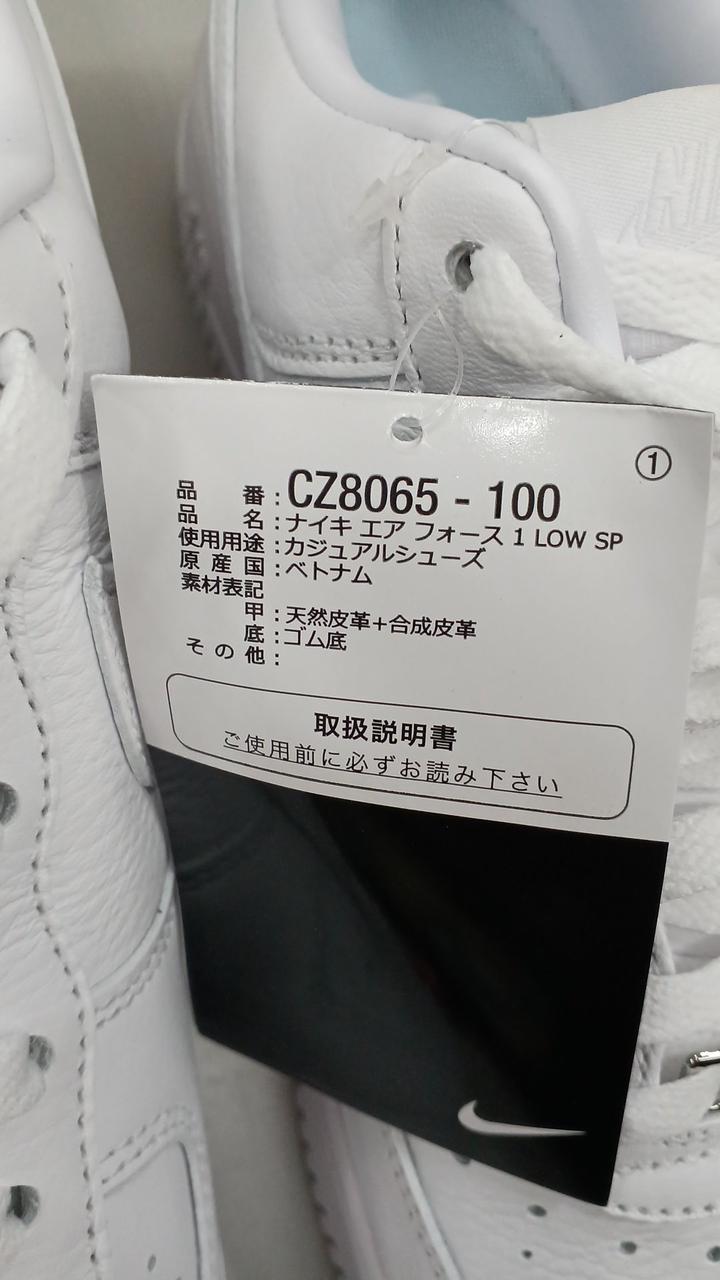 ①
品番：CZ8065 - 100
品名：ナイキ エア フォース 1 LOW SP
使用用途：カジュアルシューズ
原産国：ベトナム
素材表記
甲：天然皮革+合成皮革
底：ゴム底
その他：
取扱説明書
ご使用前に必ずお読み下さい